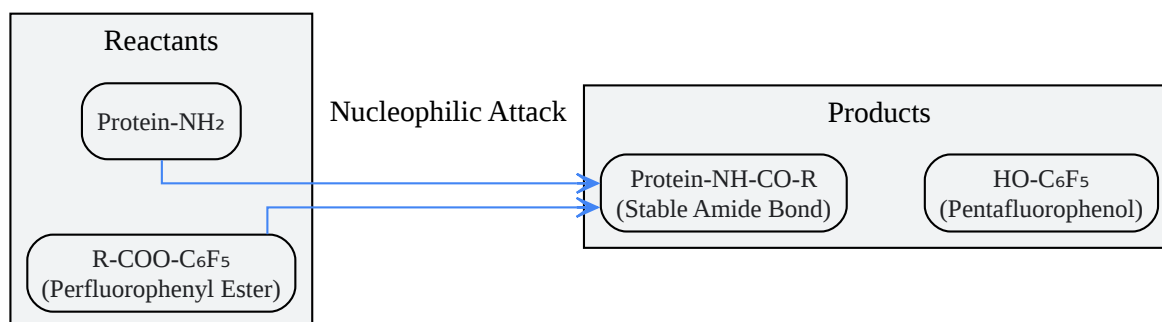 Reactants
Protein-NH₂
R-COO-C₆F₅
(Perfluorophenyl Ester)
Nucleophilic Attack
Products
Protein-NH-CO-R
(Stable Amide Bond)
HO-C₆F₅
(Pentafluorophenol)